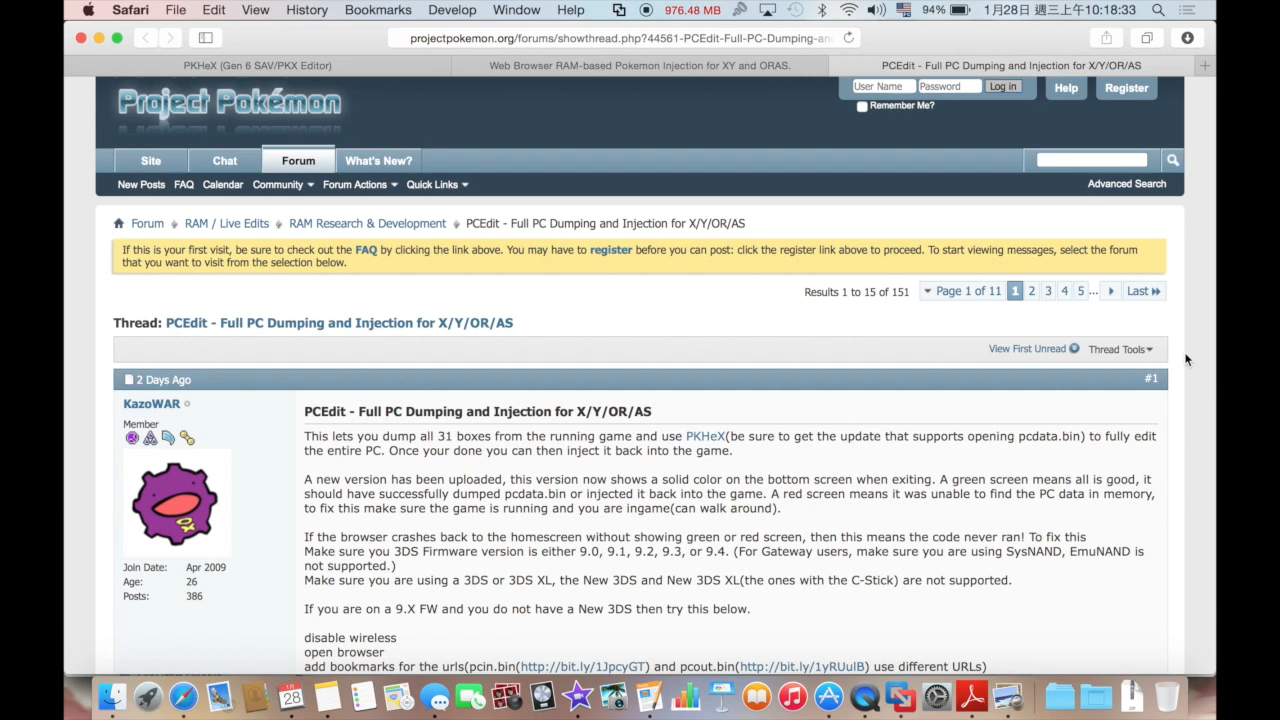 Safari File Edit View History Bookmarks Develop Window Help 976.48 MB 94% 1月28日 週三上午10:18:33
projectpokemon.org/forums/showthread.php?44561-PCEdit-Full-PC-Dumping-and-
PKHeX (Gen 6 SAV/PKX Editor) Web Browser RAM-based Pokemon Injection for XY and ORAS. PCEdit - Full PC Dumping and Injection for X/Y/OR/AS
Project Pokémon
User Name Password Log in Help Register
Remember Me?
Site Chat Forum What's New?
New Posts FAQ Calendar Community Forum Actions Quick Links Advanced Search
Forum RAM / Live Edits RAM Research & Development PCEdit - Full PC Dumping and Injection for X/Y/OR/AS
If this is your first visit, be sure to check out the FAQ by clicking the link above. You may have to register before you can post: click the register link above to proceed. To start viewing messages, select the forum
that you want to visit from the selection below.
Results 1 to 15 of 151 Page 1 of 11 1 2 3 4 5 ... Last
Thread: PCEdit - Full PC Dumping and Injection for X/Y/OR/AS
View First Unread Thread Tools
2 Days Ago #1
KazoWAR
Member
Join Date: Apr 2009
Age: 26
Posts: 386
PCEdit - Full PC Dumping and Injection for X/Y/OR/AS
This lets you dump all 31 boxes from the running game and use PKHeX(be sure to get the update that supports opening pcdata.bin) to fully edit
the entire PC. Once your done you can then inject it back into the game.
A new version has been uploaded, this version now shows a solid color on the bottom screen when exiting. A green screen means all is good, it
should have successfully dumped pcdata.bin or injected it back into the game. A red screen means it was unable to find the PC data in memory,
to fix this make sure the game is running and you are ingame(can walk around).
If the browser crashes back to the homescreen without showing green or red screen, then this means the code never ran! To fix this
Make sure you 3DS Firmware version is either 9.0, 9.1, 9.2, 9.3, or 9.4. (For Gateway users, make sure you are using SysNAND, EmuNAND is
not supported.)
Make sure you are using a 3DS or 3DS XL, the New 3DS and New 3DS XL(the ones with the C-Stick) are not supported.
If you are on a 9.X FW and you do not have a New 3DS then try this below.
disable wireless
open browser
add bookmarks for the urls(pcin.bin(http://bit.ly/1JpcyGT) and pcout.bin(http://bit.ly/1yRUulB) use different URLs)